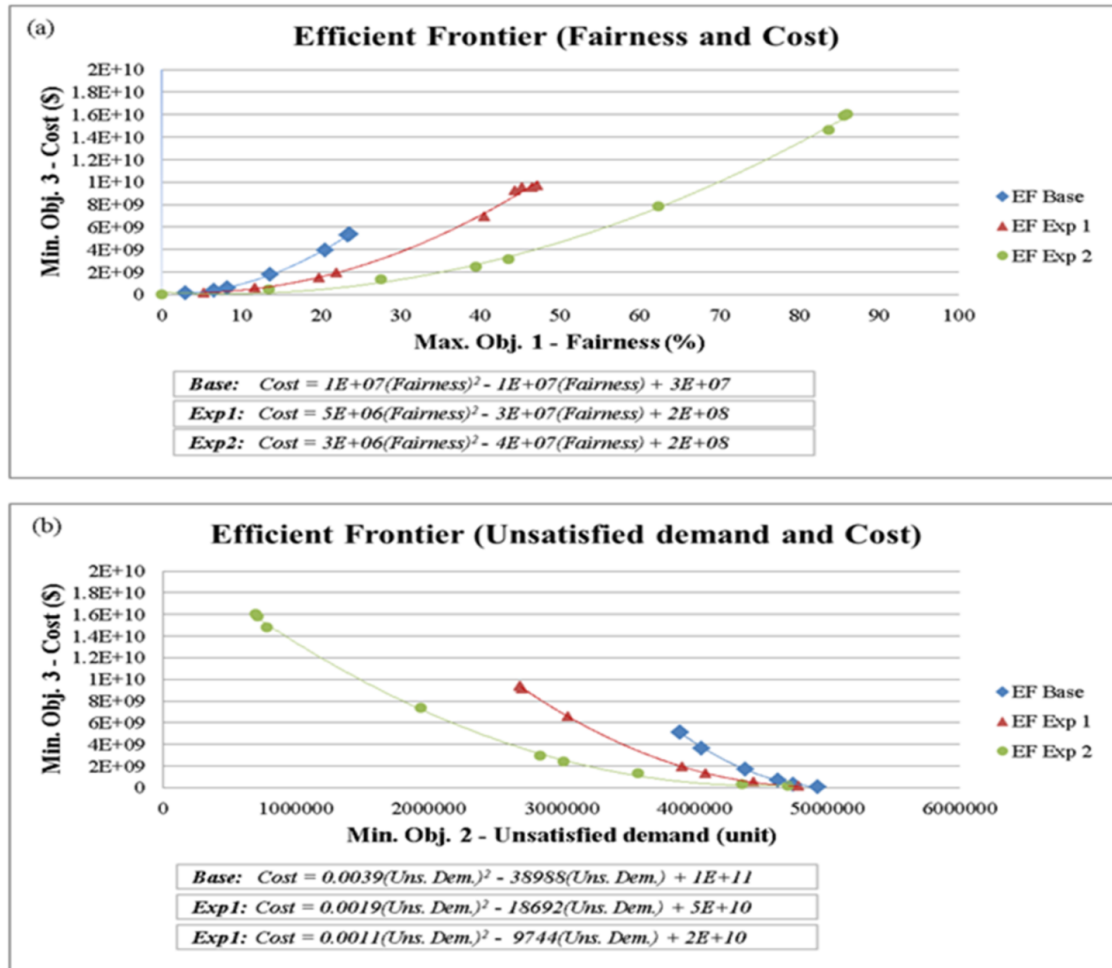 (a)
Efficient Frontier (Fairness and Cost)
Min. Obj. 3 - Cost ($)
2E+10
1.8E+10
1.6E+10
1.4E+10
1.2E+10
1E+10
8E+09
6E+09
4E+09
2E+09
0
0 10 20 30 40 50 60 70 80 90 100
Max. Obj. 1 - Fairness (%)
EF Base
EF Exp 1
EF Exp 2
Base: Cost = 1E+07(Fairness)² - 1E+07(Fairness) + 3E+07
Exp1: Cost = 5E+06(Fairness)² - 3E+07(Fairness) + 2E+08
Exp2: Cost = 3E+06(Fairness)² - 4E+07(Fairness) + 2E+08
(b)
Efficient Frontier (Unsatisfied demand and Cost)
Min. Obj. 3 - Cost ($)
2E+10
1.8E+10
1.6E+10
1.4E+10
1.2E+10
1E+10
8E+09
6E+09
4E+09
2E+09
0
0 1000000 2000000 3000000 4000000 5000000 6000000
Min. Obj. 2 - Unsatisfied demand (unit)
EF Base
EF Exp 1
EF Exp 2
Base: Cost = 0.0039(Uns. Dem.)² - 38988(Uns. Dem.) + 1E+11
Exp1: Cost = 0.0019(Uns. Dem.)² - 18692(Uns. Dem.) + 5E+10
Exp1: Cost = 0.0011(Uns. Dem.)² - 9744(Uns. Dem.) + 2E+10